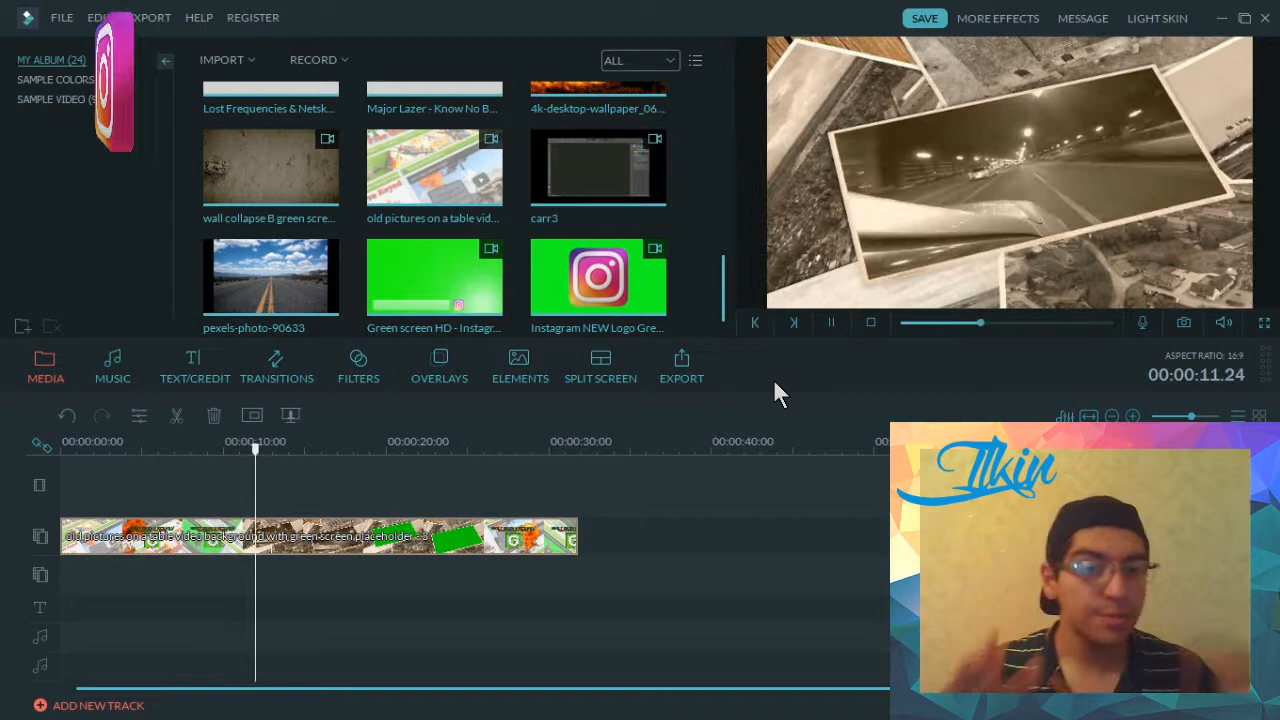 FILE EDIT EXPORT HELP REGISTER
SAVE MORE EFFECTS MESSAGE LIGHT SKIN
MY ALBUM (24)
SAMPLE COLORS
SAMPLE VIDEO (
IMPORT RECORD ALL
Lost Frequencies & Netsk... Major Lazer - Know No B... 4k-desktop-wallpaper_06...
wall collapse B green scre... old pictures on a table vid... carr3
pexels-photo-90633 Green screen HD - Instagr... Instagram NEW Logo Gre...
MEDIA MUSIC TEXT/CREDIT TRANSITIONS FILTERS OVERLAYS ELEMENTS SPLIT SCREEN EXPORT
ASPECT RATIO: 16:9
00:00:11.24
00:00:00:00 00:00:10:00 00:00:20:00 00:00:30:00 00:00:40:00
old pictures on a table video background with green screen placeholder - 3
Ilkin
ADD NEW TRACK